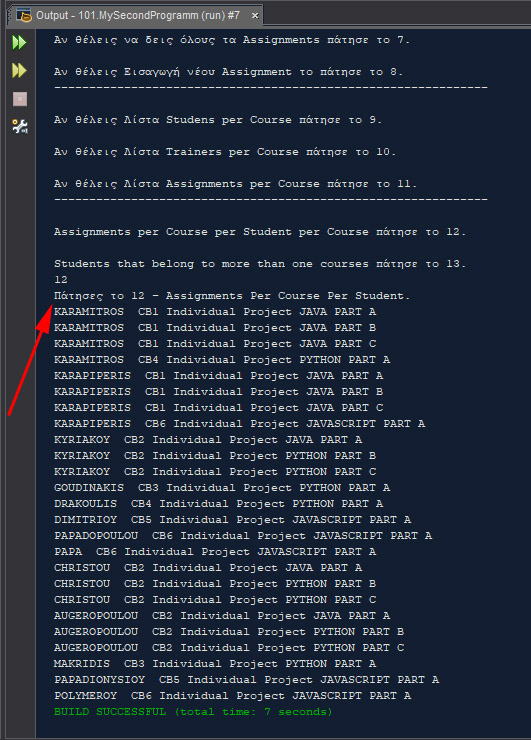 Output - 101.MySecondProgramm (run) #7 ×
Αν θέλεις να δεις όλους τα Assignments πάτησε το 7.
Αν θέλεις Εισαγωγή νέου Assignment το πάτησε το 8.
--------------------------------------------------------------
Αν θέλεις Λίστα Studens per Course πάτησε το 9.
Αν θέλεις Λίστα Trainers per Course πάτησε το 10.
Αν θέλεις Λίστα Assignments per Course πάτησε το 11.
--------------------------------------------------------------
Assignments per Course per Student per Course πάτησε το 12.
Students that belong to more than one courses πάτησε το 13.
12
Πάτησες το 12 - Assignments Per Course Per Student.
KARAMITROS  CB1 Individual Project JAVA PART A
KARAMITROS  CB1 Individual Project JAVA PART B
KARAMITROS  CB1 Individual Project JAVA PART C
KARAMITROS  CB4 Individual Project PYTHON PART A
KARAPIPERIS  CB1 Individual Project JAVA PART A
KARAPIPERIS  CB1 Individual Project JAVA PART B
KARAPIPERIS  CB1 Individual Project JAVA PART C
KARAPIPERIS  CB6 Individual Project JAVASCRIPT PART A
KYRIAKOY  CB2 Individual Project JAVA PART A
KYRIAKOY  CB2 Individual Project PYTHON PART B
KYRIAKOY  CB2 Individual Project PYTHON PART C
GOUDINAKIS  CB3 Individual Project PYTHON PART A
DRAKOULIS  CB4 Individual Project PYTHON PART A
DIMITRIOY  CB5 Individual Project JAVASCRIPT PART A
PAPADOPOULOU  CB6 Individual Project JAVASCRIPT PART A
PAPA  CB6 Individual Project JAVASCRIPT PART A
CHRISTOU  CB2 Individual Project JAVA PART A
CHRISTOU  CB2 Individual Project PYTHON PART B
CHRISTOU  CB2 Individual Project PYTHON PART C
AUGEROPOULOU  CB2 Individual Project JAVA PART A
AUGEROPOULOU  CB2 Individual Project PYTHON PART B
AUGEROPOULOU  CB2 Individual Project PYTHON PART C
MAKRIDIS  CB3 Individual Project PYTHON PART A
PAPADIONYSIOY  CB5 Individual Project JAVASCRIPT PART A
POLYMEROY  CB6 Individual Project JAVASCRIPT PART A
BUILD SUCCESSFUL (total time: 7 seconds)